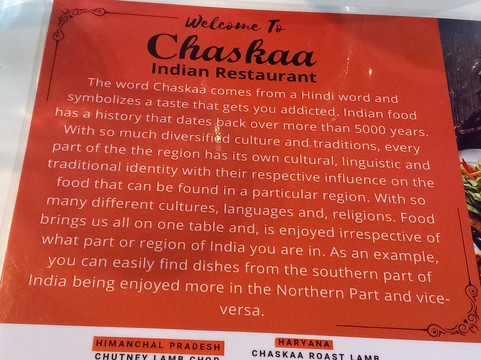 Welcome To
Chaskaa
Indian Restaurant
The word Chaskaa comes from a Hindi word and
symbolizes a taste that gets you addicted. Indian food
has a history that dates back over more than 5000 years.
With so much diversified culture and traditions, every
part of the the region has its own cultural, linguistic and
traditional identity with their respective influence on the
food that can be found in a particular region. With so
many different cultures, languages and, religions. Food
brings us all on one table and, is enjoyed irrespective of
what part or region of India you are in. As an example,
you can easily find dishes from the southern part of
India being enjoyed more in the Northern Part and vice-
versa.
HIMANCHAL PRADESH
CHUTNEY LAMB CHOP
HARYANA
CHASKAA ROAST LAMB